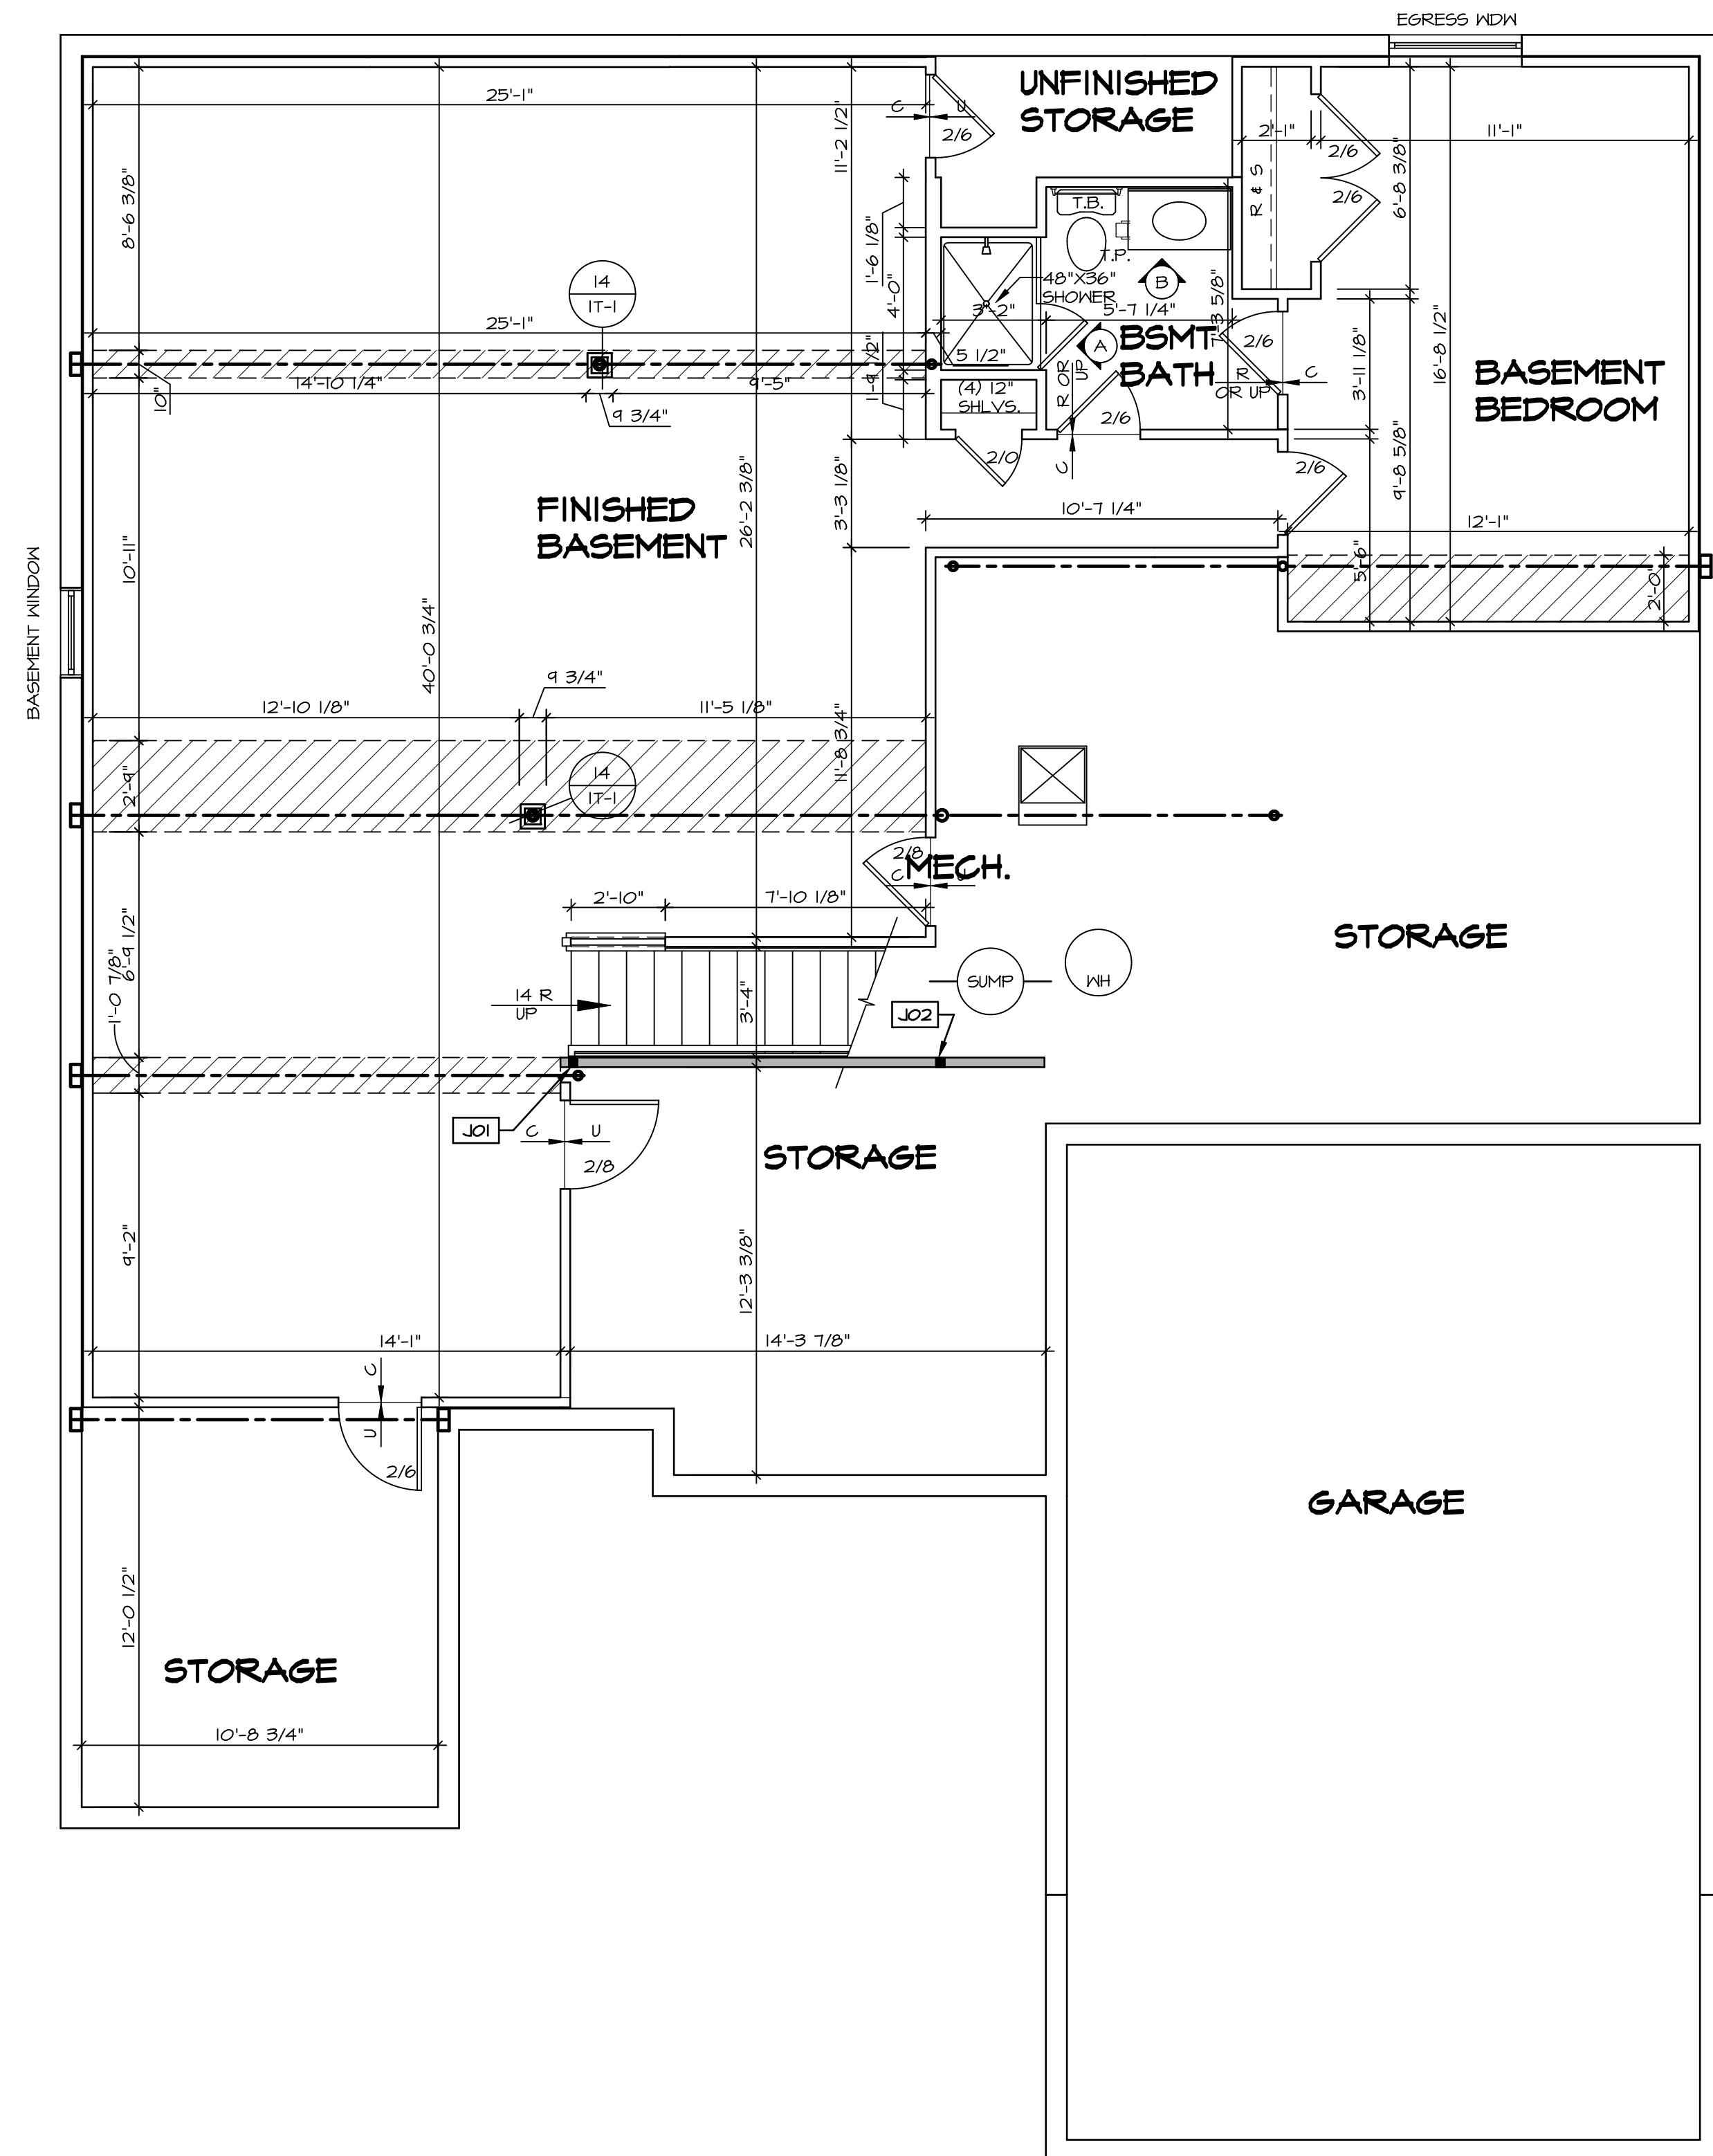 EGRESS WDW
UNFINISHED
STORAGE
25'-1"
C
U
2/6
11'-2 1/2"
8'-6 3/8"
2'-1"
11'-1"
2/6
2/6
R & S
6'-8 3/8"
T.B.
T.P.
1'-6 1/8"
4'-0"
48"X36"
SHOWER
B
14
1T-1
25'-1"
3'-2"
5'-7 1/4"
7'-3 5/8"
A
BSMT
BATH
2/6
5 1/2"
1'-9 1/2"
R OR
UP
R
OR UP
C
3'-11 1/8"
16'-8 1/2"
BASEMENT
BEDROOM
10"
14'-10 1/4"
9'-5"
9 3/4"
(4) 12"
SHLVS.
2/6
2/0
C
2/6
9'-8 5/8"
FINISHED
BASEMENT
26'-2 3/8"
3'-3 1/8"
10'-7 1/4"
12'-1"
10'-11"
5'-6"
2'-0"
BASEMENT WINDOW
40'-0 3/4"
9 3/4"
12'-10 1/8"
11'-5 1/8"
11'-8 3/4"
2'-9"
14
1T-1
2/8
MECH.
C
U
2'-10"
7'-10 1/8"
STORAGE
6'-9 1/2"
1'-0 7/8"
14 R
UP
3'-4"
SUMP
WH
J02
J01
C
U
2/8
STORAGE
9'-2"
12'-3 3/8"
14'-1"
14'-3 7/8"
C
U
2/6
GARAGE
12'-0 1/2"
STORAGE
10'-8 3/4"